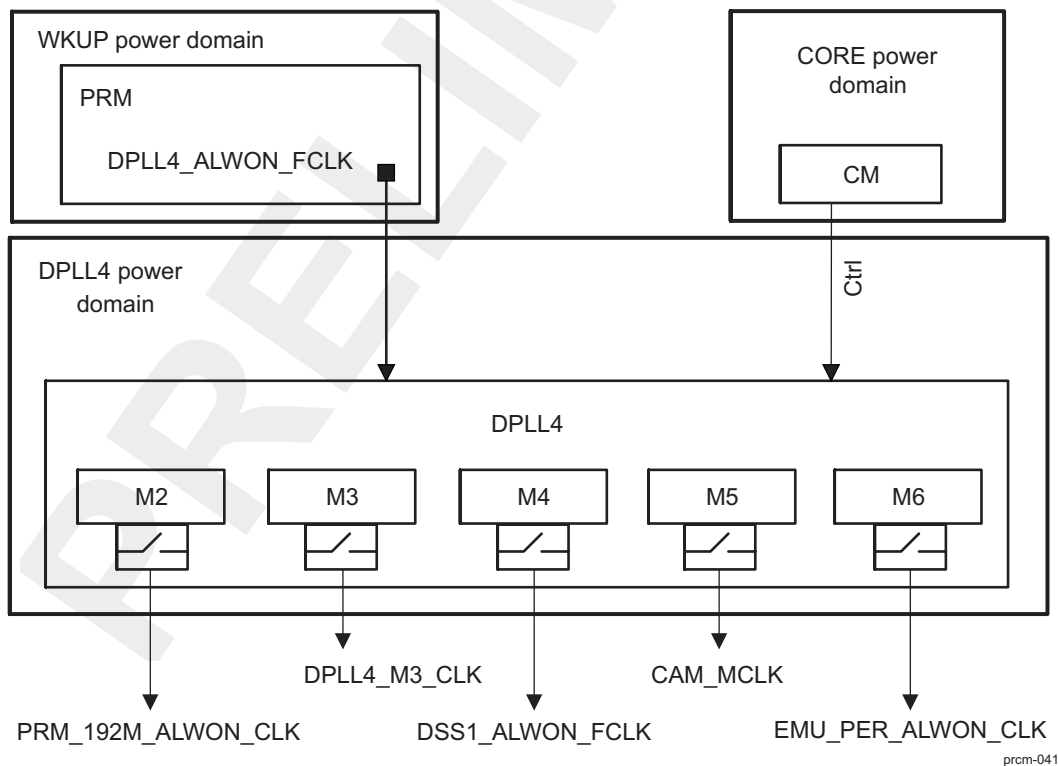 WKUP power domain
PRM
DPLL4_ALWON_FCLK
CORE power
domain
CM
DPLL4 power
domain
Ctrl
DPLL4
M2
M3
M4
M5
M6
DPLL4_M3_CLK
CAM_MCLK
PRM_192M_ALWON_CLK
DSS1_ALWON_FCLK
EMU_PER_ALWON_CLK
prcm-041
PRELIM